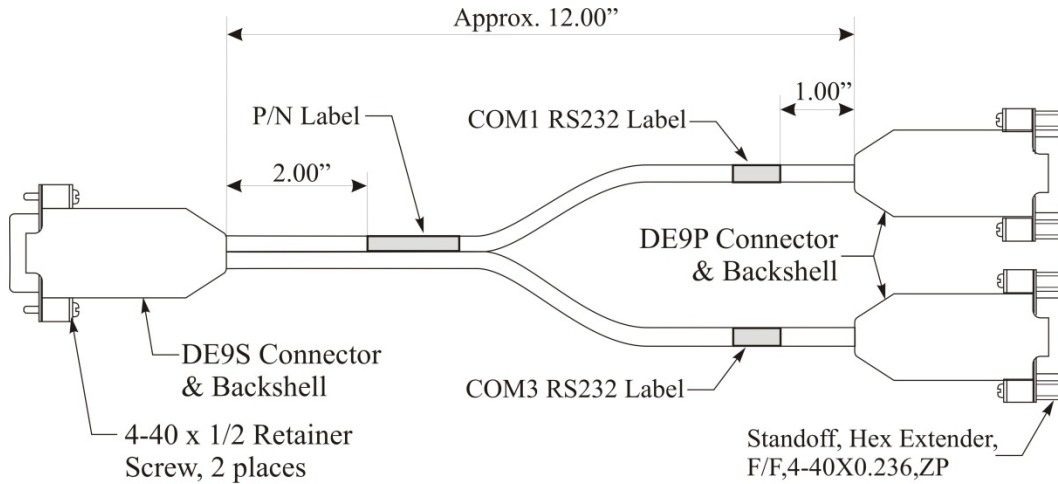 Approx. 12.00”
1.00”
P/N Label
COM1 RS232 Label
2.00”
DE9P Connector
& Backshell
DE9S Connector
& Backshell
COM3 RS232 Label
4-40 x 1/2 Retainer
Screw, 2 places
Standoff, Hex Extender,
F/F,4-40X0.236,ZP